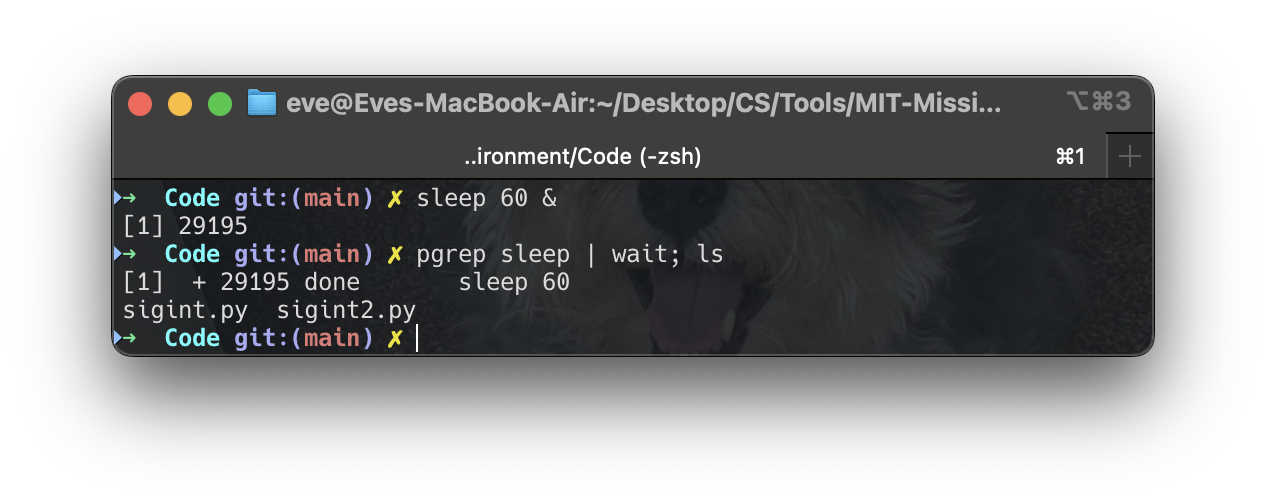 eve@Eves-MacBook-Air:~/Desktop/CS/Tools/MIT-Missi... ⌥⌘3
..ironment/Code (-zsh) ⌘1 +
→ Code git:(main) ✗ sleep 60 &
[1] 29195
→ Code git:(main) ✗ pgrep sleep | wait; ls
[1]  + 29195 done       sleep 60
sigint.py  sigint2.py
→ Code git:(main) ✗